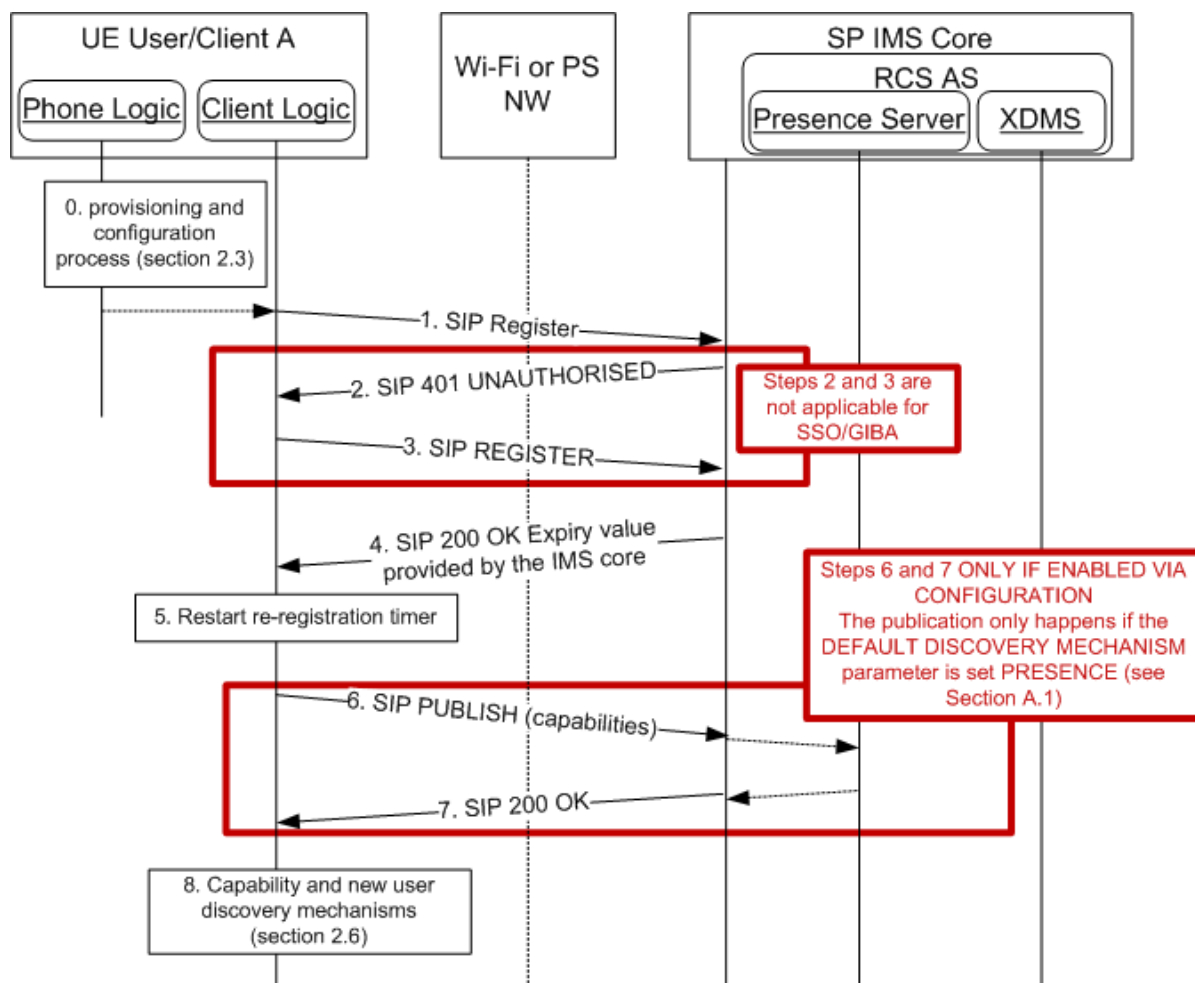 UE User/Client A
Phone Logic
Client Logic
Wi-Fi or PS
NW
SP IMS Core
RCS AS
Presence Server
XDMS
0. provisioning and
configuration
process (section 2.3)
1. SIP Register
2. SIP 401 UNAUTHORISED
Steps 2 and 3 are
not applicable for
SSO/GIBA
3. SIP REGISTER
4. SIP 200 OK Expiry value
provided by the IMS core
Steps 6 and 7 ONLY IF ENABLED VIA
CONFIGURATION
The publication only happens if the
DEFAULT DISCOVERY MECHANISM
parameter is set PRESENCE (see
Section A.1)
5. Restart re-registration timer
6. SIP PUBLISH (capabilities)
7. SIP 200 OK
8. Capability and new user
discovery mechanisms
(section 2.6)